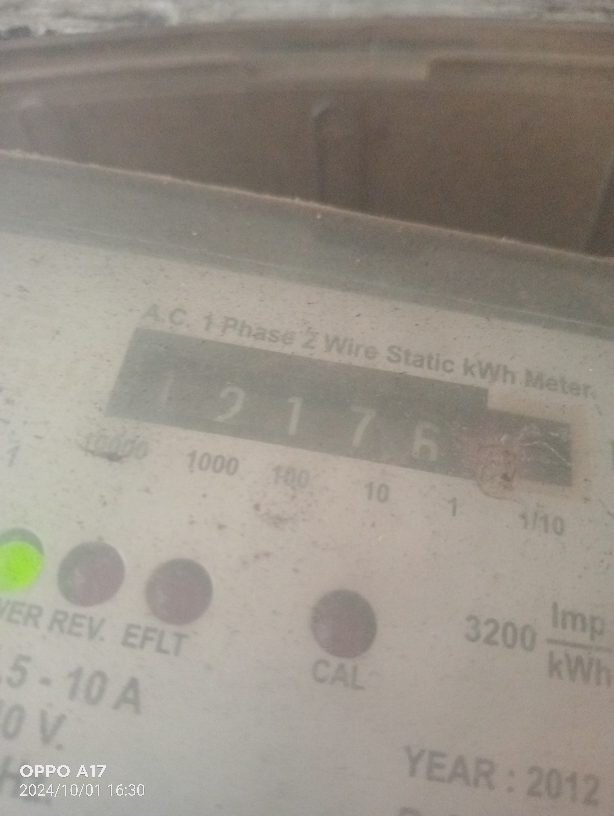 A.C. 1 Phase 2 Wire Static kWh Meter.
1 2 1 7 6
1 10000 1000 100 10 1 1/10
REV. EFLT
CAL
3200 Imp
kWh
.5 - 10 A
0 V.
YEAR : 2012
OPPO A17
2024/10/01 16:30